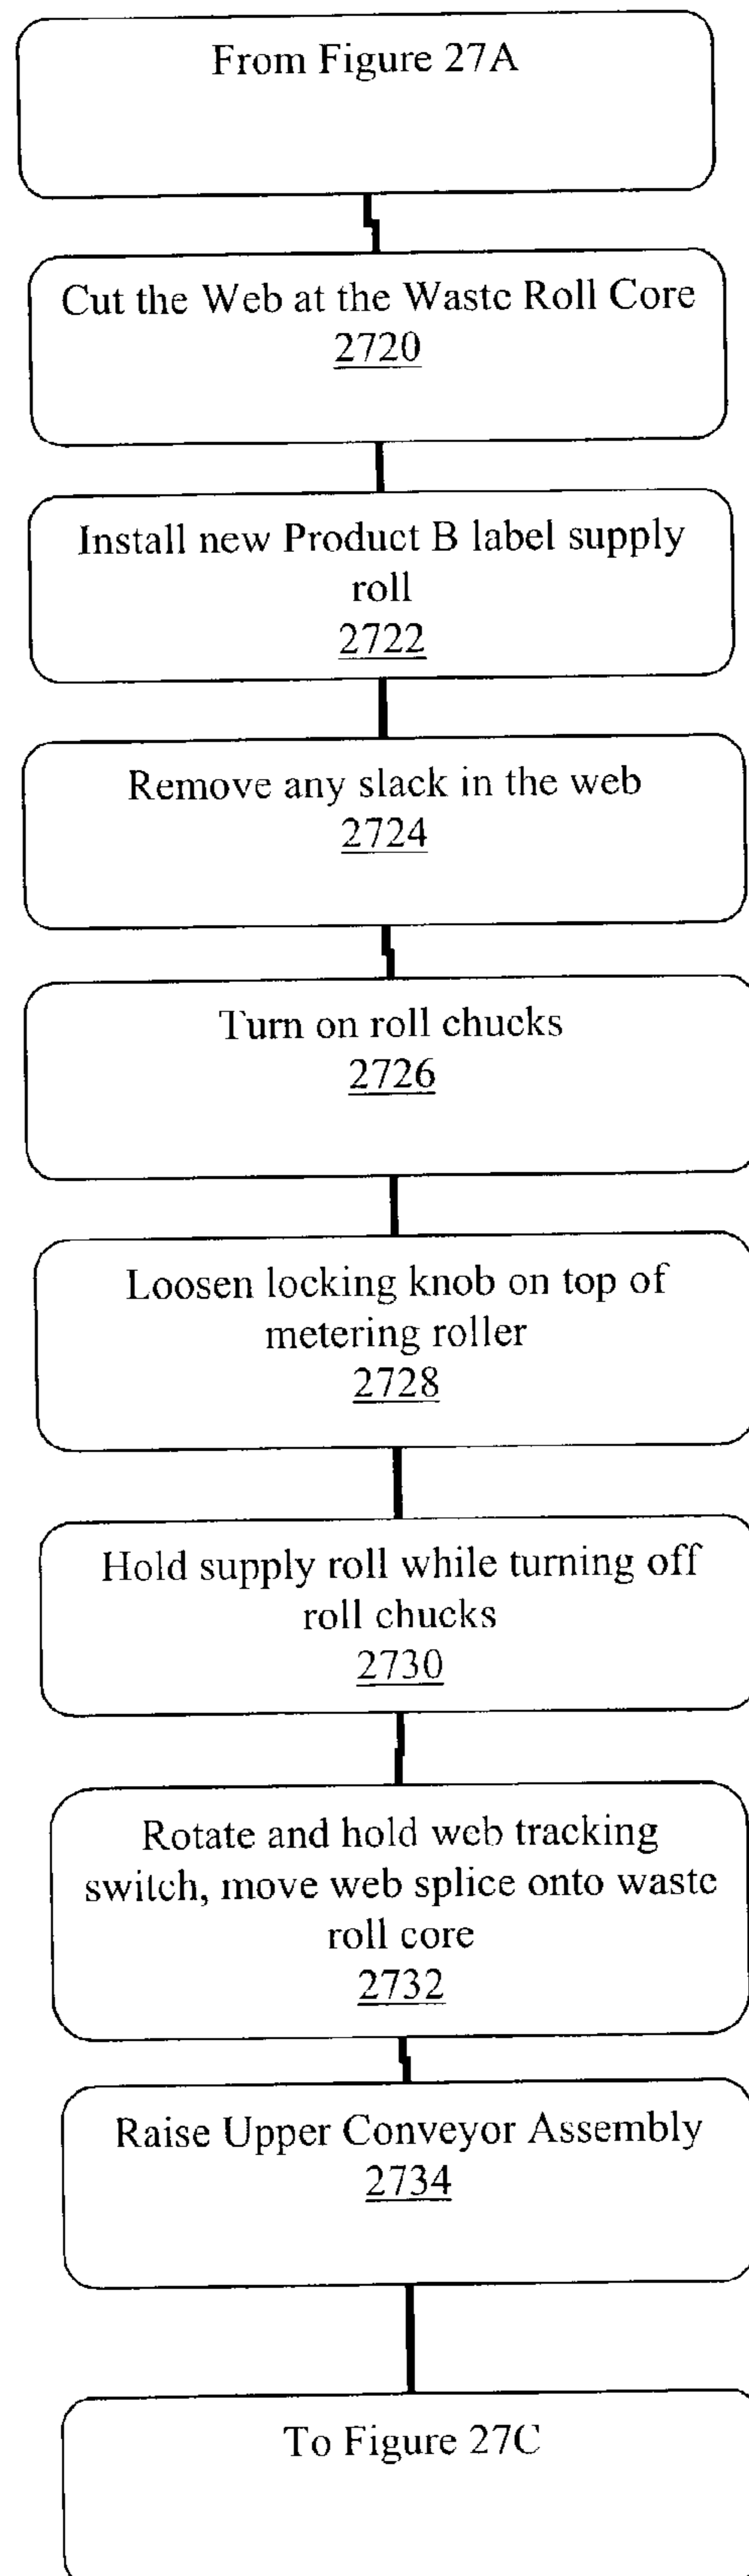 From Figure 27A
Cut the Web at the Waste Roll Core
2720
Install new Product B label supply
roll
2722
Remove any slack in the web
2724
Turn on roll chucks
2726
Loosen locking knob on top of
metering roller
2728
Hold supply roll while turning off
roll chucks
2730
Rotate and hold web tracking
switch, move web splice onto waste
roll core
2732
Raise Upper Conveyor Assembly
2734
To Figure 27C